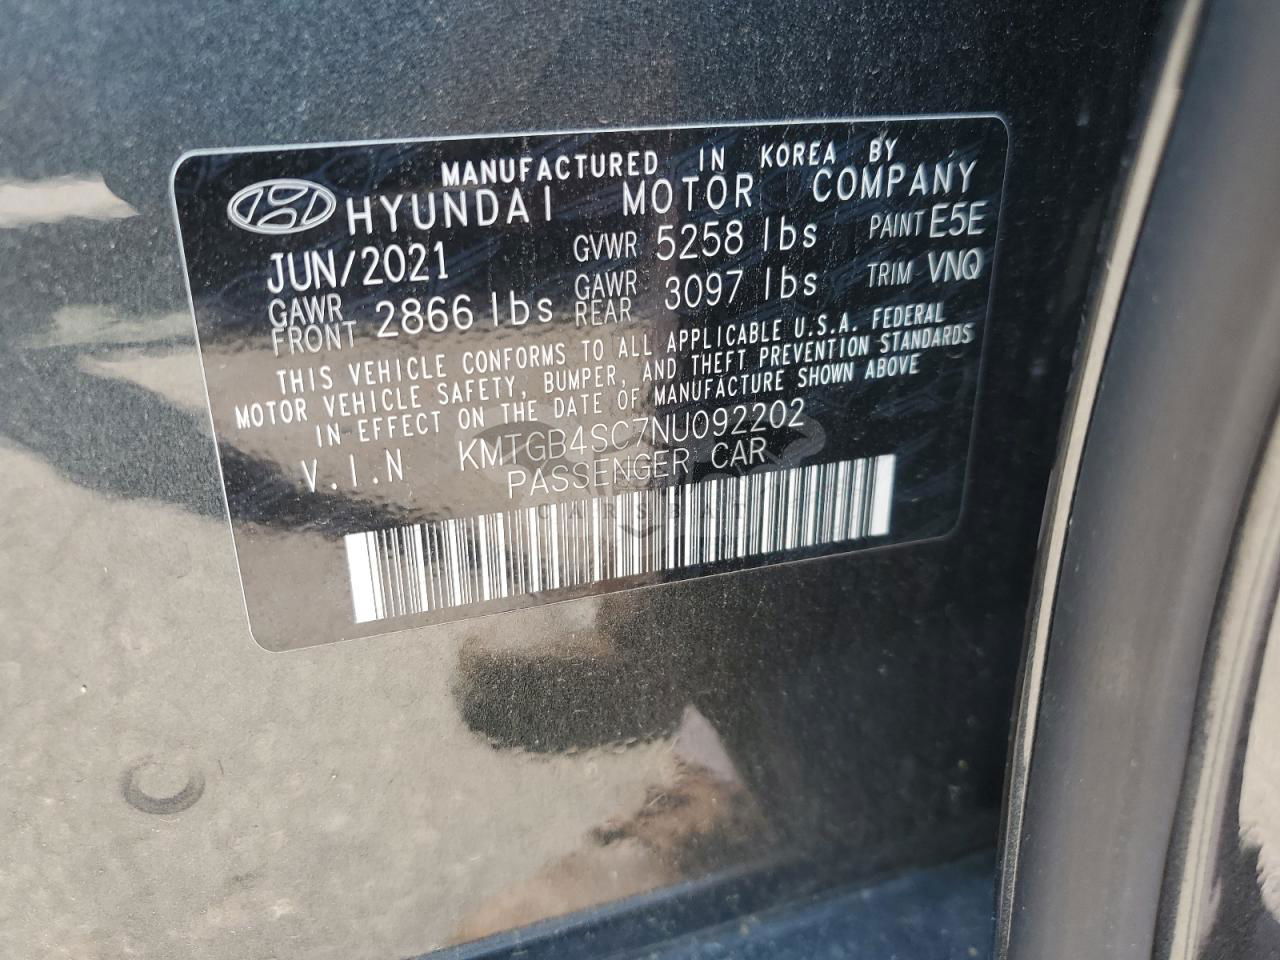 MANUFACTURED IN KOREA BY
HYUNDAI MOTOR COMPANY
JUN/2021 GVWR 5258 lbs PAINT E5E
GAWR FRONT 2866 lbs GAWR REAR 3097 lbs TRIM VNQ
THIS VEHICLE CONFORMS TO ALL APPLICABLE U.S.A. FEDERAL
MOTOR VEHICLE SAFETY, BUMPER, AND THEFT PREVENTION STANDARDS
IN EFFECT ON THE DATE OF MANUFACTURE SHOWN ABOVE
V.I.N KMTGB4SC7NU092202
PASSENGER CAR
CARSBAT